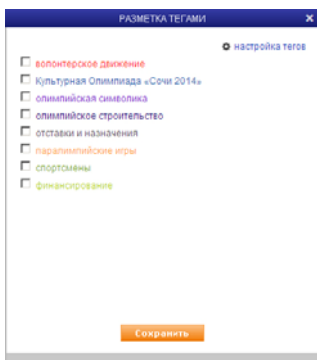 РАЗМЕТКА ТЕГАМИ
настройка тегов
волонтерское движение
Культурная Олимпиада «Сочи 2014»
олимпийская символика
олимпийское строительство
отставки и назначения
паралимпийские игры
спортсмены
финансирование
Сохранить